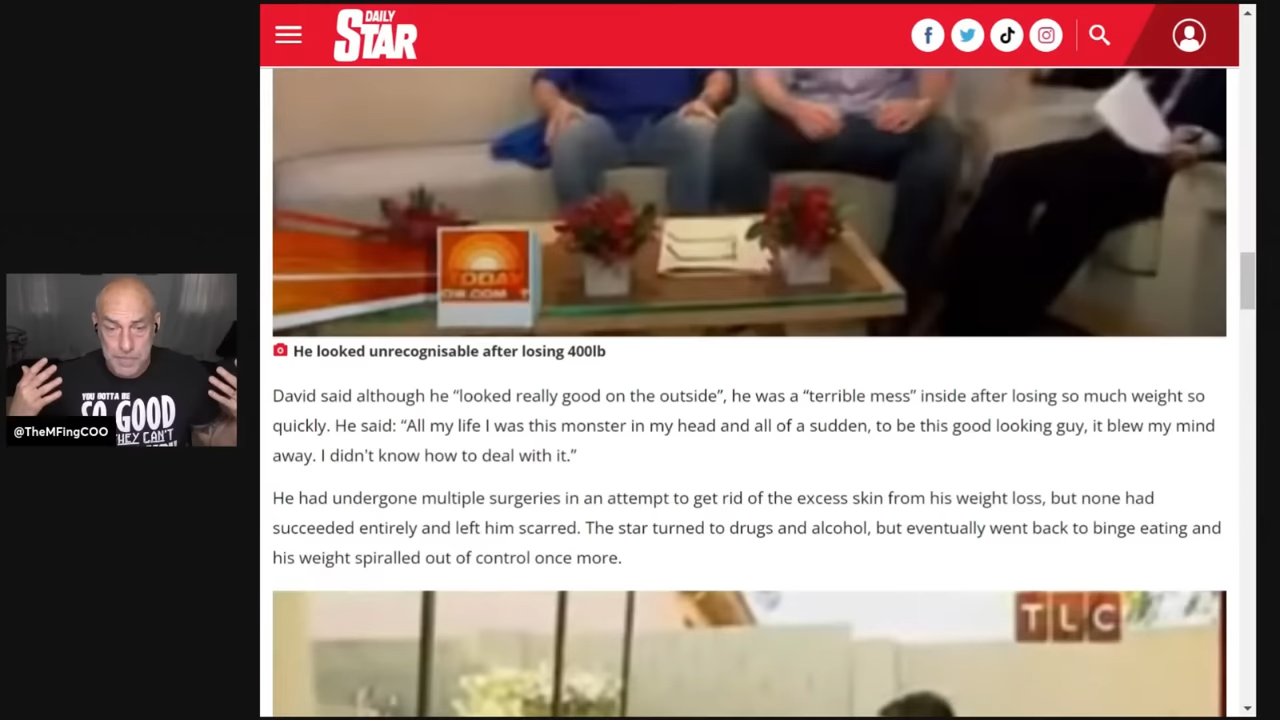 DAILY
STAR
TODAY
He looked unrecognisable after losing 400lb
David said although he “looked really good on the outside”, he was a “terrible mess” inside after losing so much weight so
quickly. He said: “All my life I was this monster in my head and all of a sudden, to be this good looking guy, it blew my mind
away. I didn't know how to deal with it.”
He had undergone multiple surgeries in an attempt to get rid of the excess skin from his weight loss, but none had
succeeded entirely and left him scarred. The star turned to drugs and alcohol, but eventually went back to binge eating and
his weight spiralled out of control once more.
TLC
YOU GOTTA BE
SO GOOD
THEY CAN'T
@TheMFingCOO